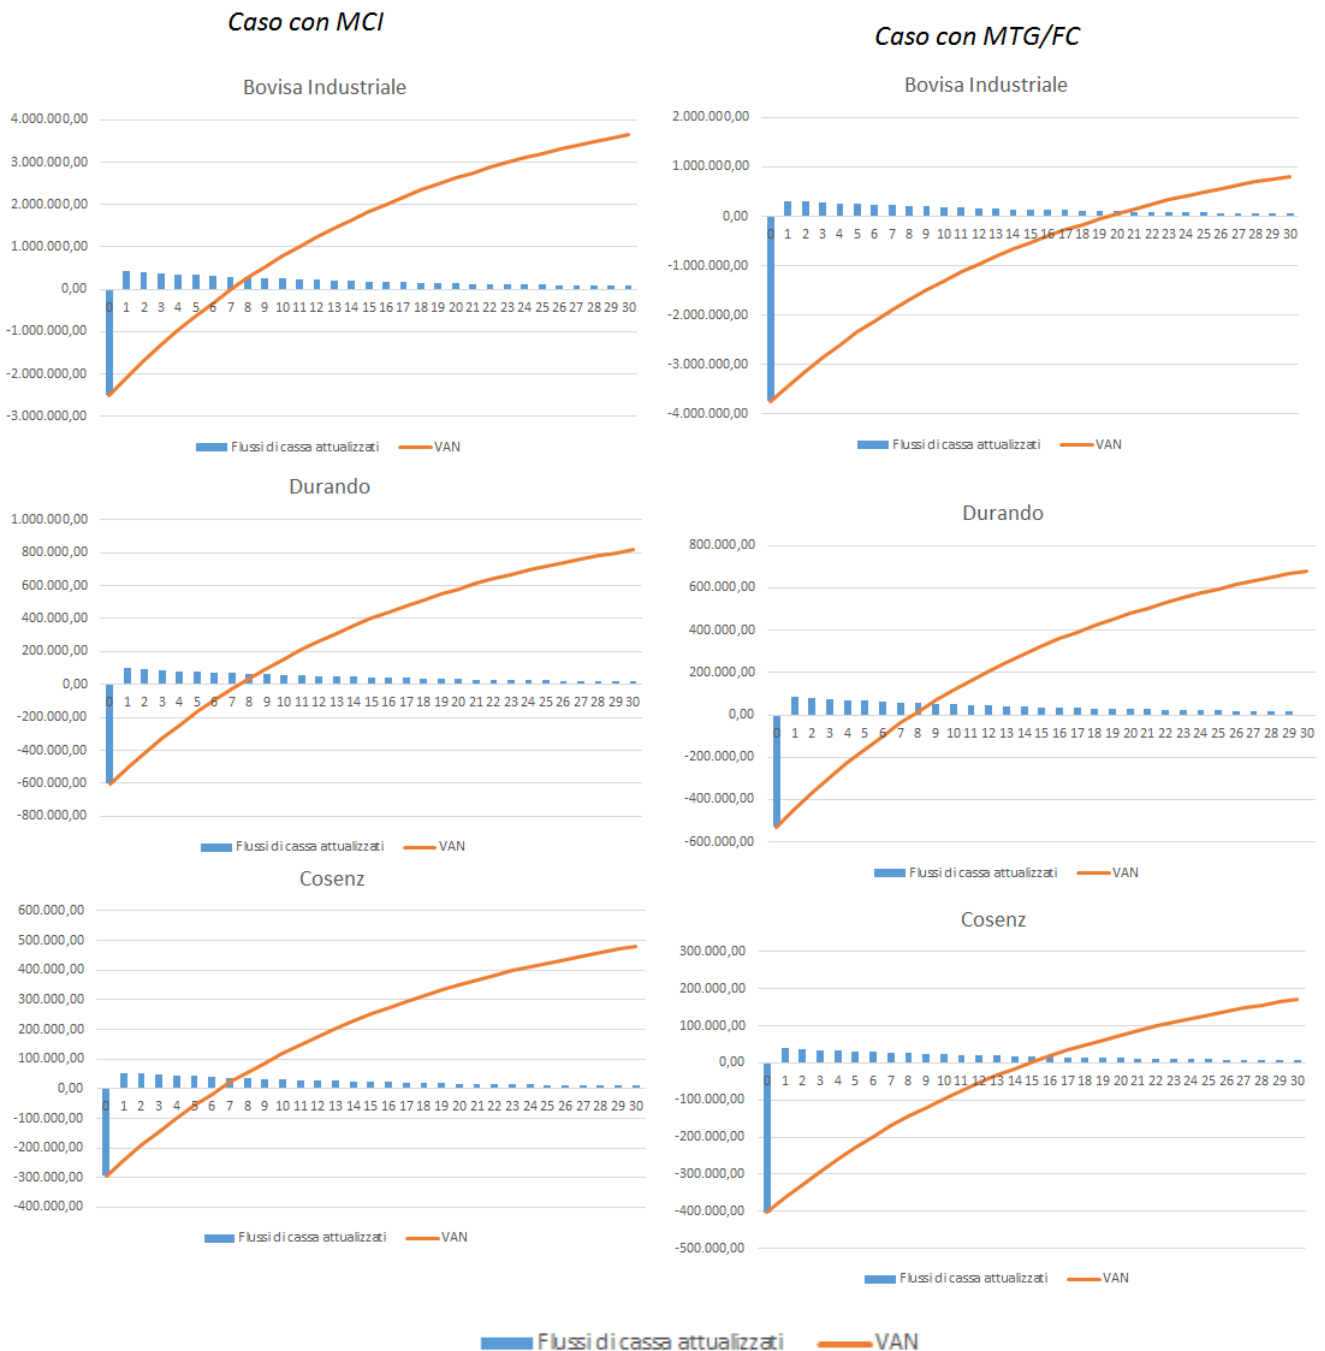 Caso con MCI
Bovisa Industriale
4.000.000,00
3.000.000,00
2.000.000,00
1.000.000,00
0,00
-1.000.000,00
-2.000.000,00
-3.000.000,00
0 1 2 3 4 5 6 7 8 9 10 11 12 13 14 15 16 17 18 19 20 21 22 23 24 25 26 27 28 29 30
Flussi di cassa attualizzati VAN
Durando
1.000.000,00
800.000,00
600.000,00
400.000,00
200.000,00
0,00
-200.000,00
-400.000,00
-600.000,00
-800.000,00
0 1 2 3 4 5 6 7 8 9 10 11 12 13 14 15 16 17 18 19 20 21 22 23 24 25 26 27 28 29 30
Flussi di cassa attualizzati VAN
Cosenz
600.000,00
500.000,00
400.000,00
300.000,00
200.000,00
100.000,00
0,00
-100.000,00
-200.000,00
-300.000,00
-400.000,00
0 1 2 3 4 5 6 7 8 9 10 11 12 13 14 15 16 17 18 19 20 21 22 23 24 25 26 27 28 29 30
Flussi di cassa attualizzati VAN
Caso con MTG/FC
Bovisa Industriale
2.000.000,00
1.000.000,00
0,00
-1.000.000,00
-2.000.000,00
-3.000.000,00
-4.000.000,00
0 1 2 3 4 5 6 7 8 9 10 11 12 13 14 15 16 17 18 19 20 21 22 23 24 25 26 27 28 29 30
Flussi di cassa attualizzati VAN
Durando
800.000,00
600.000,00
400.000,00
200.000,00
0,00
-200.000,00
-400.000,00
-600.000,00
0 1 2 3 4 5 6 7 8 9 10 11 12 13 14 15 16 17 18 19 20 21 22 23 24 25 26 27 28 29 30
Flussi di cassa attualizzati VAN
Cosenz
300.000,00
200.000,00
100.000,00
0,00
-100.000,00
-200.000,00
-300.000,00
-400.000,00
-500.000,00
0 1 2 3 4 5 6 7 8 9 10 11 12 13 14 15 16 17 18 19 20 21 22 23 24 25 26 27 28 29 30
Flussi di cassa attualizzati VAN
Flussi di cassa attualizzati VAN